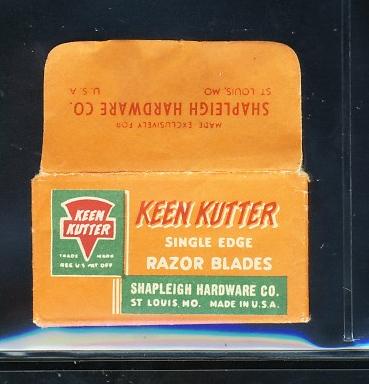 MADE EXCLUSIVELY FOR
SHAPLEIGH HARDWARE CO.
ST LOUIS, MO. U.S.A
KEEN
KUTTER
TRADE MARK
REG U.S PAT OFF
KEEN KUTTER
SINGLE EDGE
RAZOR BLADES
SHAPLEIGH HARDWARE CO.
ST LOUIS, MO. MADE IN U.S.A.